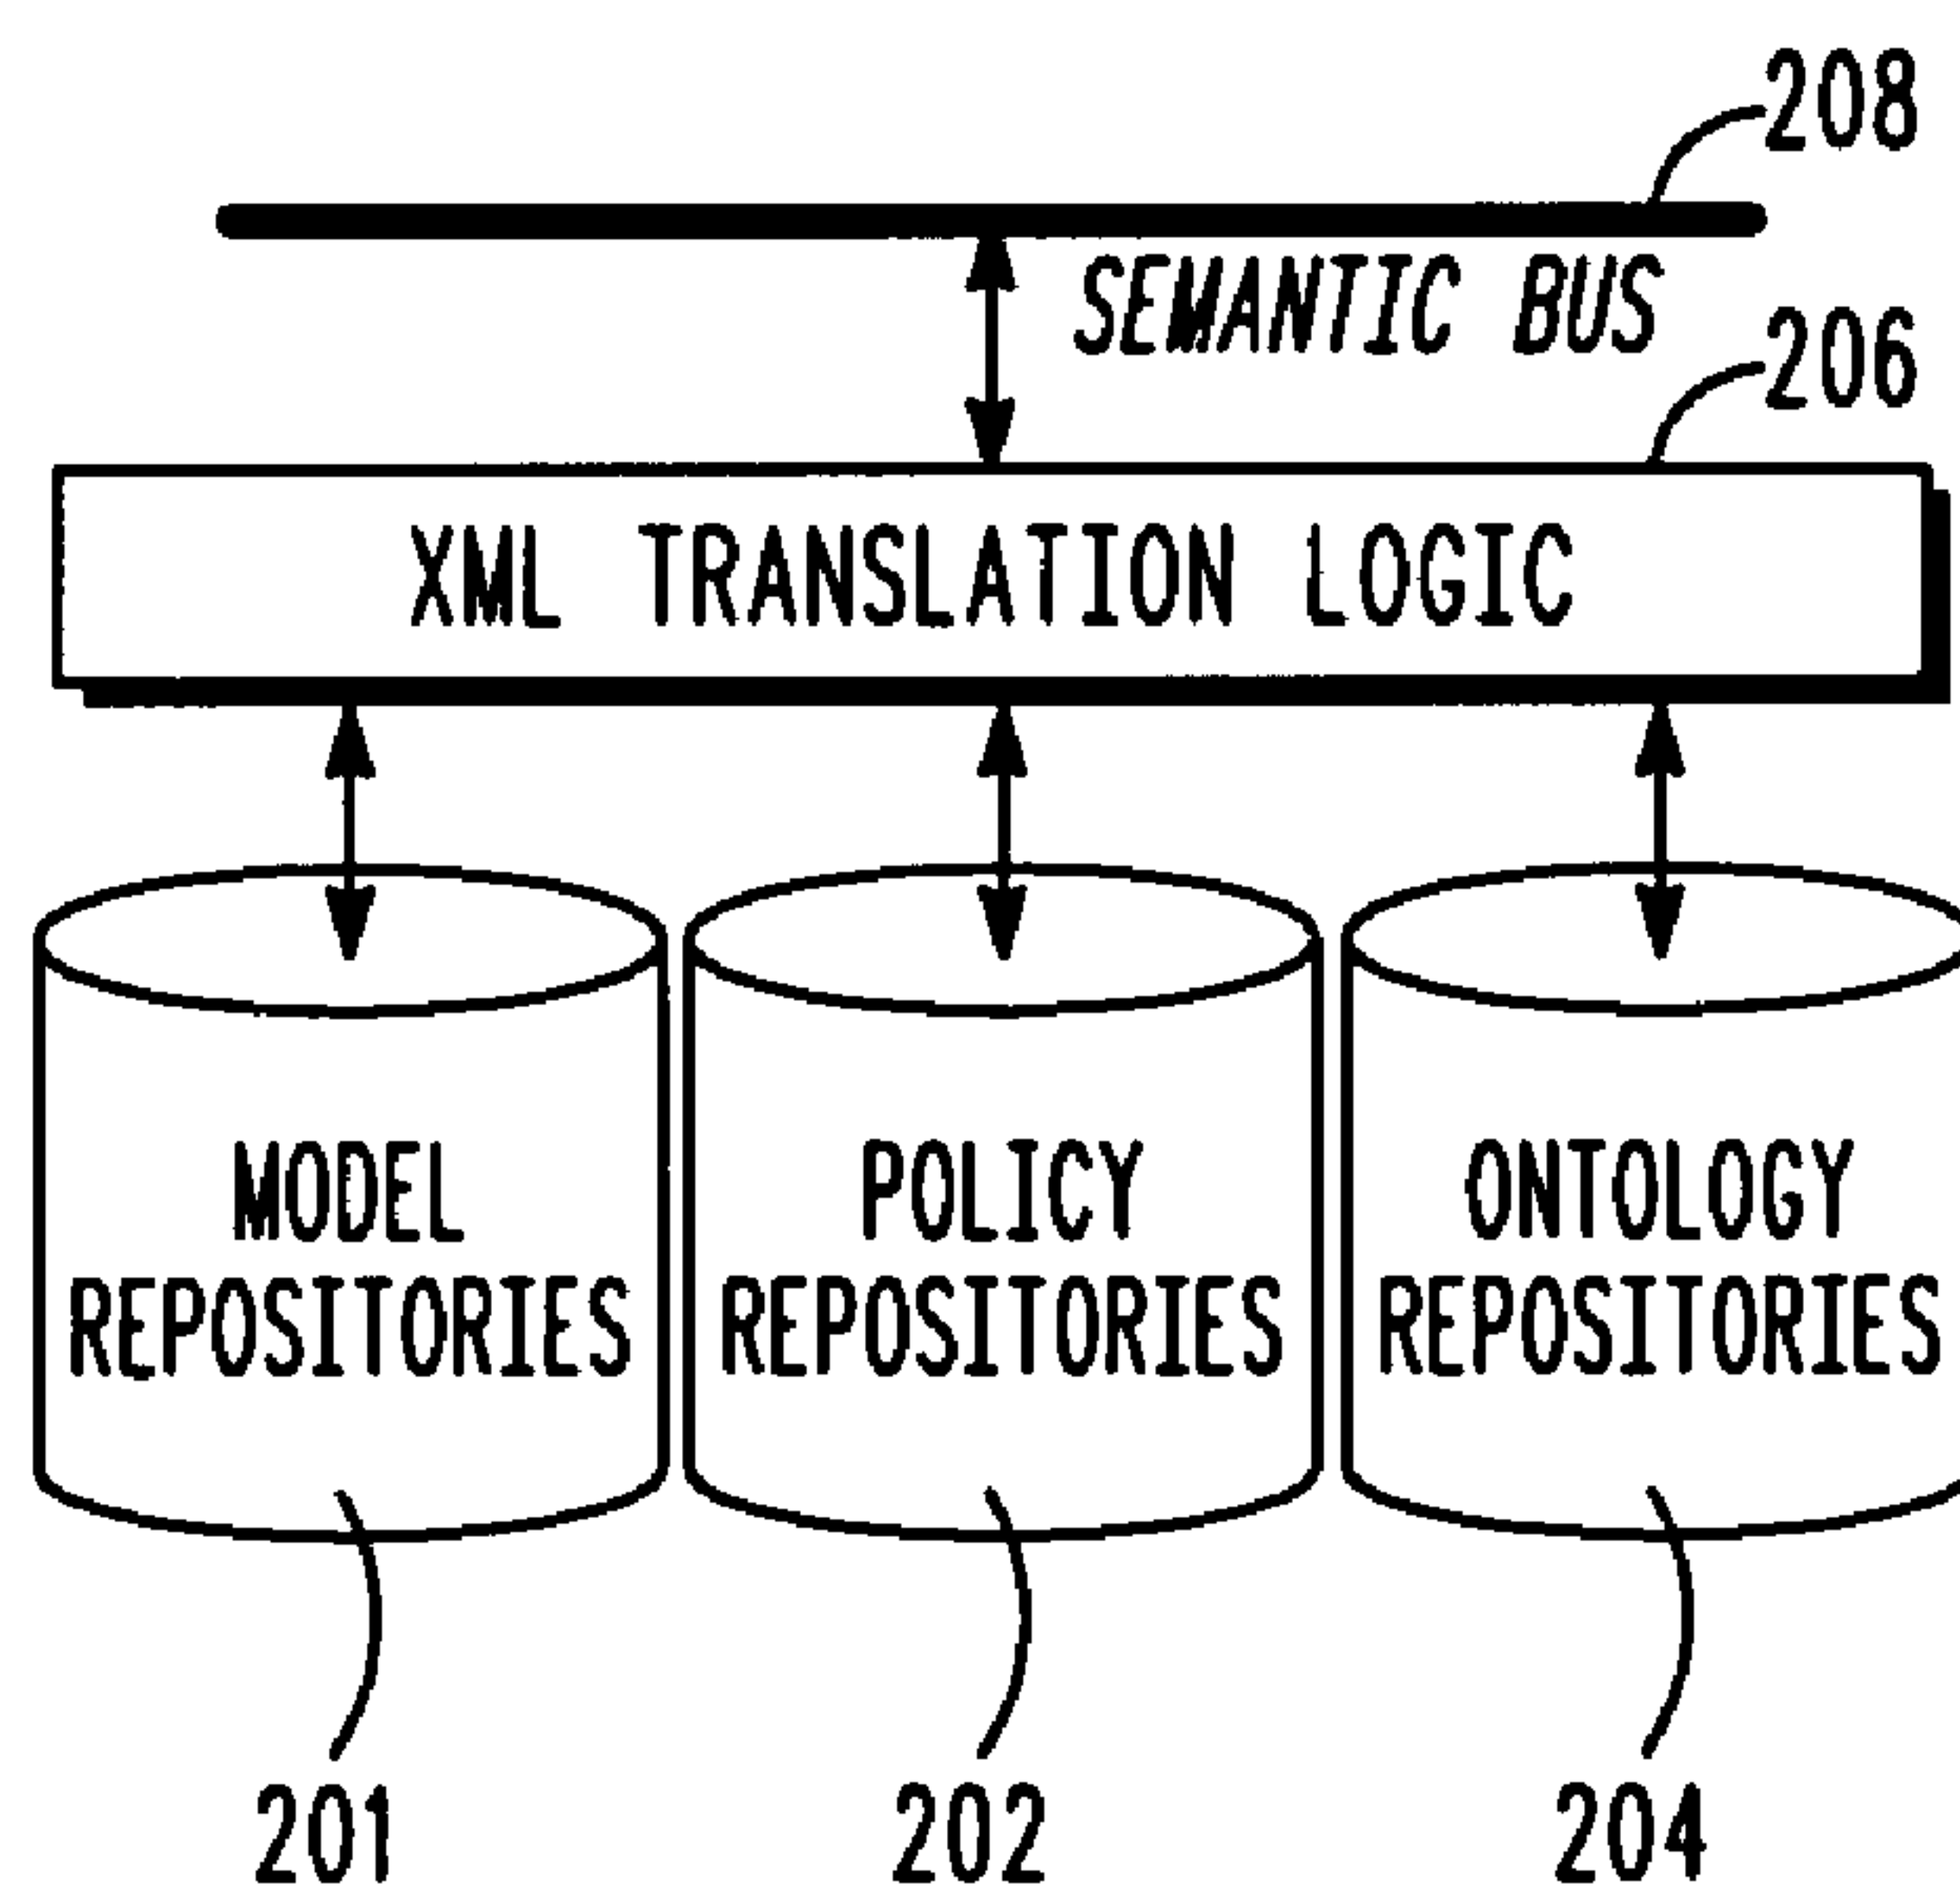 208
SEMANTIC BUS
206
XML TRANSLATION LOGIC
MODEL
REPOSITORIES
POLICY
REPOSITORIES
ONTOLOGY
REPOSITORIES
201
202
204